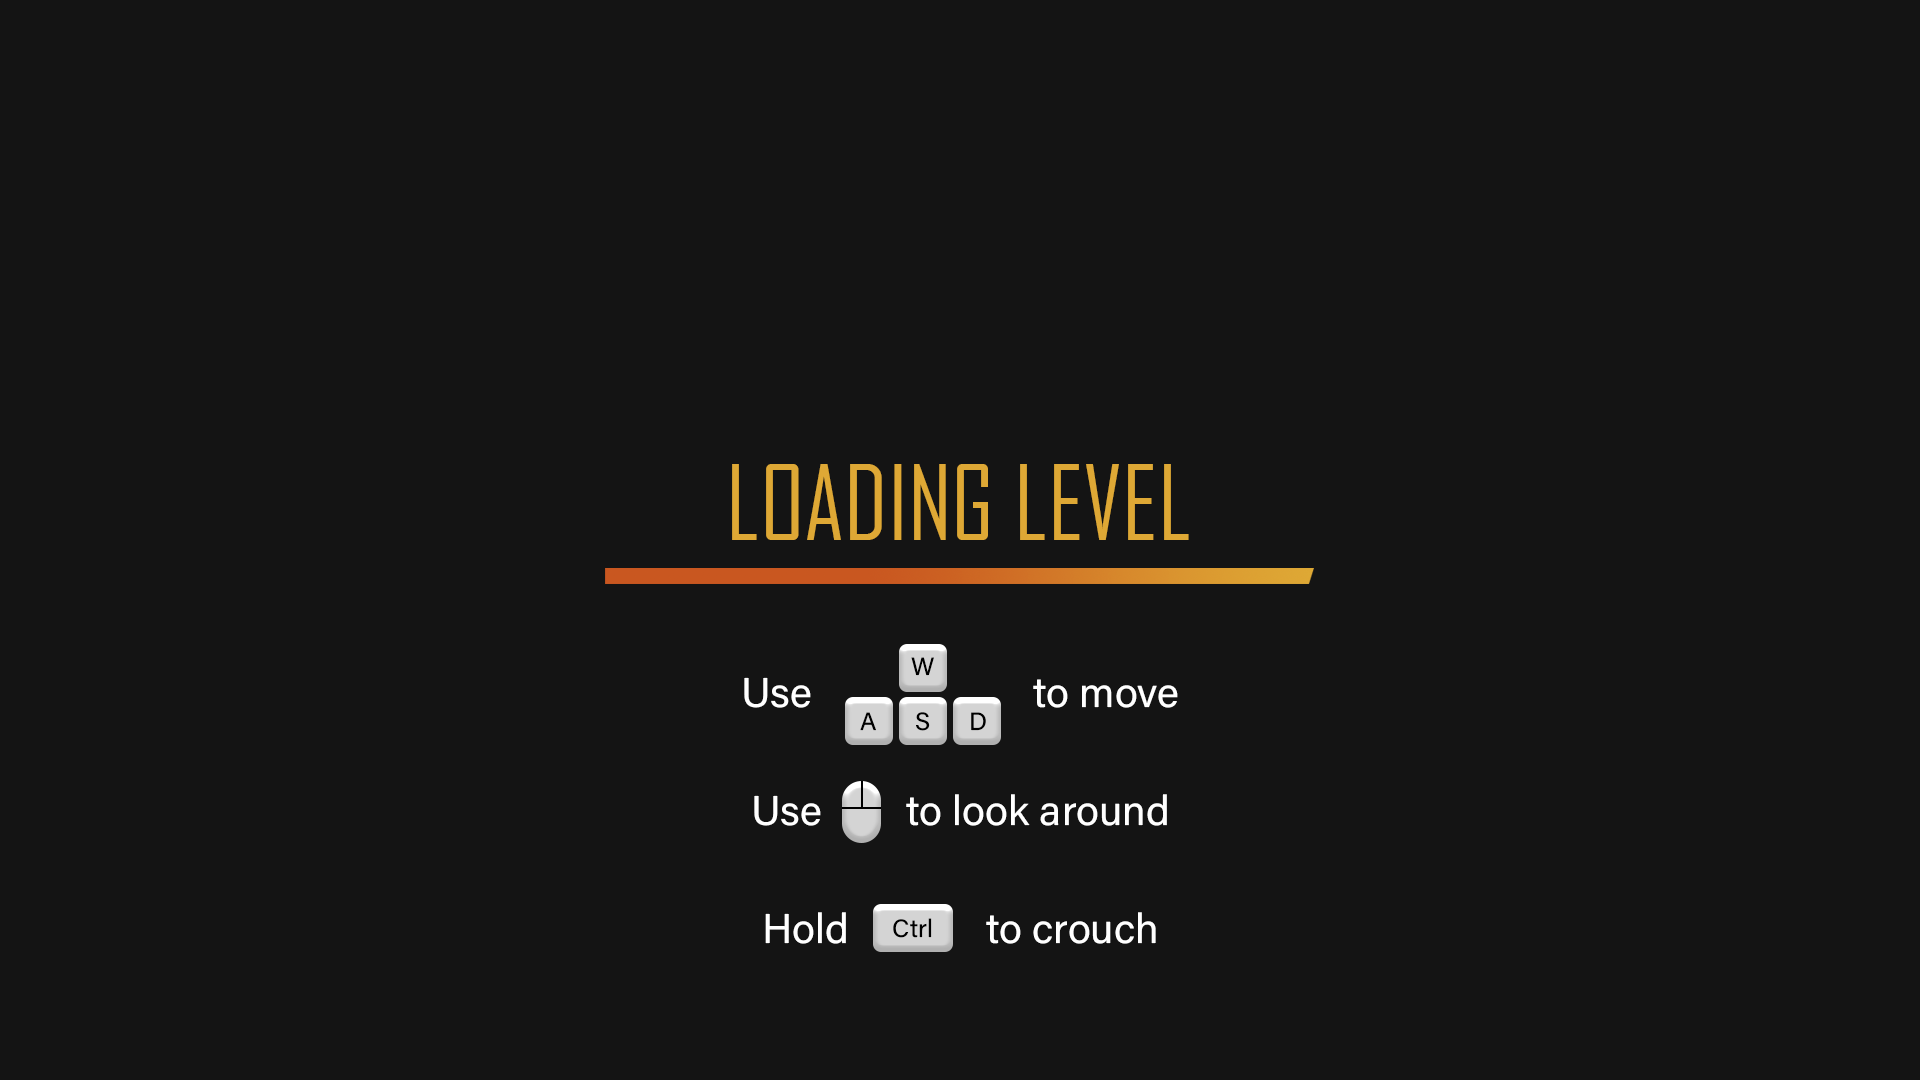 LOADING LEVEL
Use W A S D to move
Use to look around
Hold Ctrl to crouch